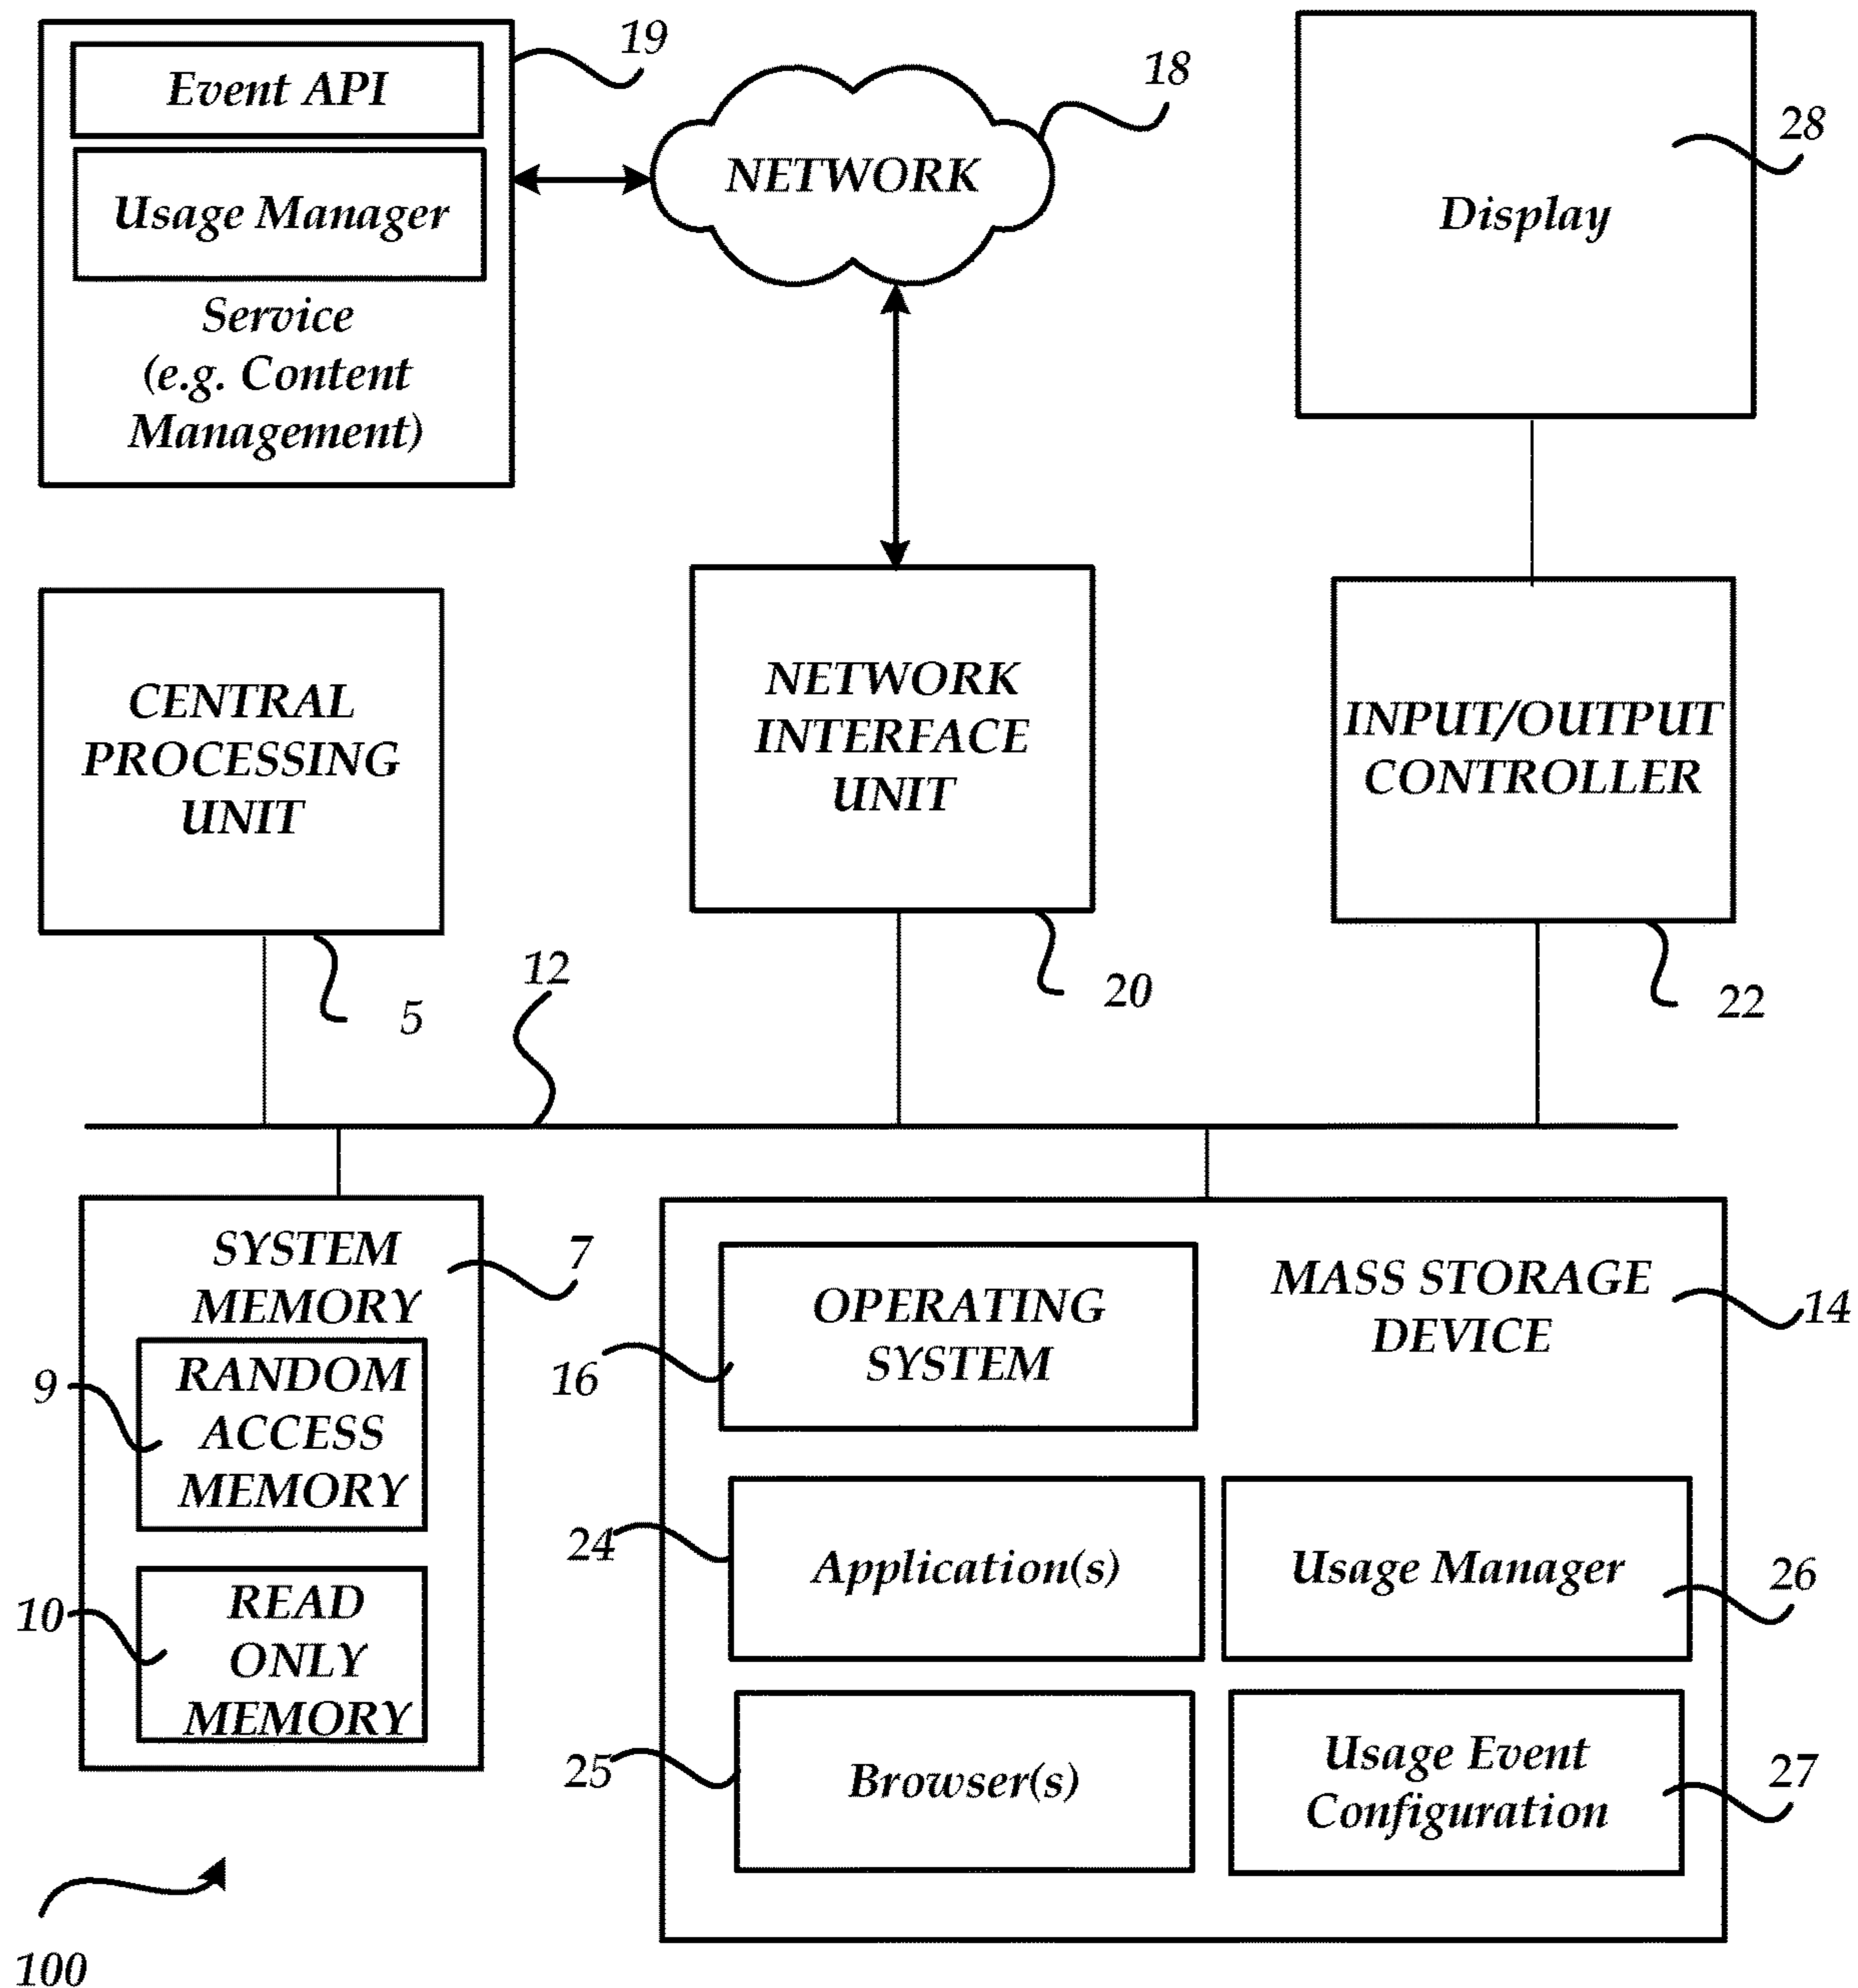 Event API
Usage Manager
Service
(e.g. Content
Management)
19
NETWORK
18
Display
28
CENTRAL
PROCESSING
UNIT
5
NETWORK
INTERFACE
UNIT
20
INPUT/OUTPUT
CONTROLLER
22
12
SYSTEM
MEMORY
7
RANDOM
ACCESS
MEMORY
9
READ
ONLY
MEMORY
10
MASS STORAGE
DEVICE
14
OPERATING
SYSTEM
16
Application(s)
24
Usage Manager
26
Browser(s)
25
Usage Event
Configuration
27
100